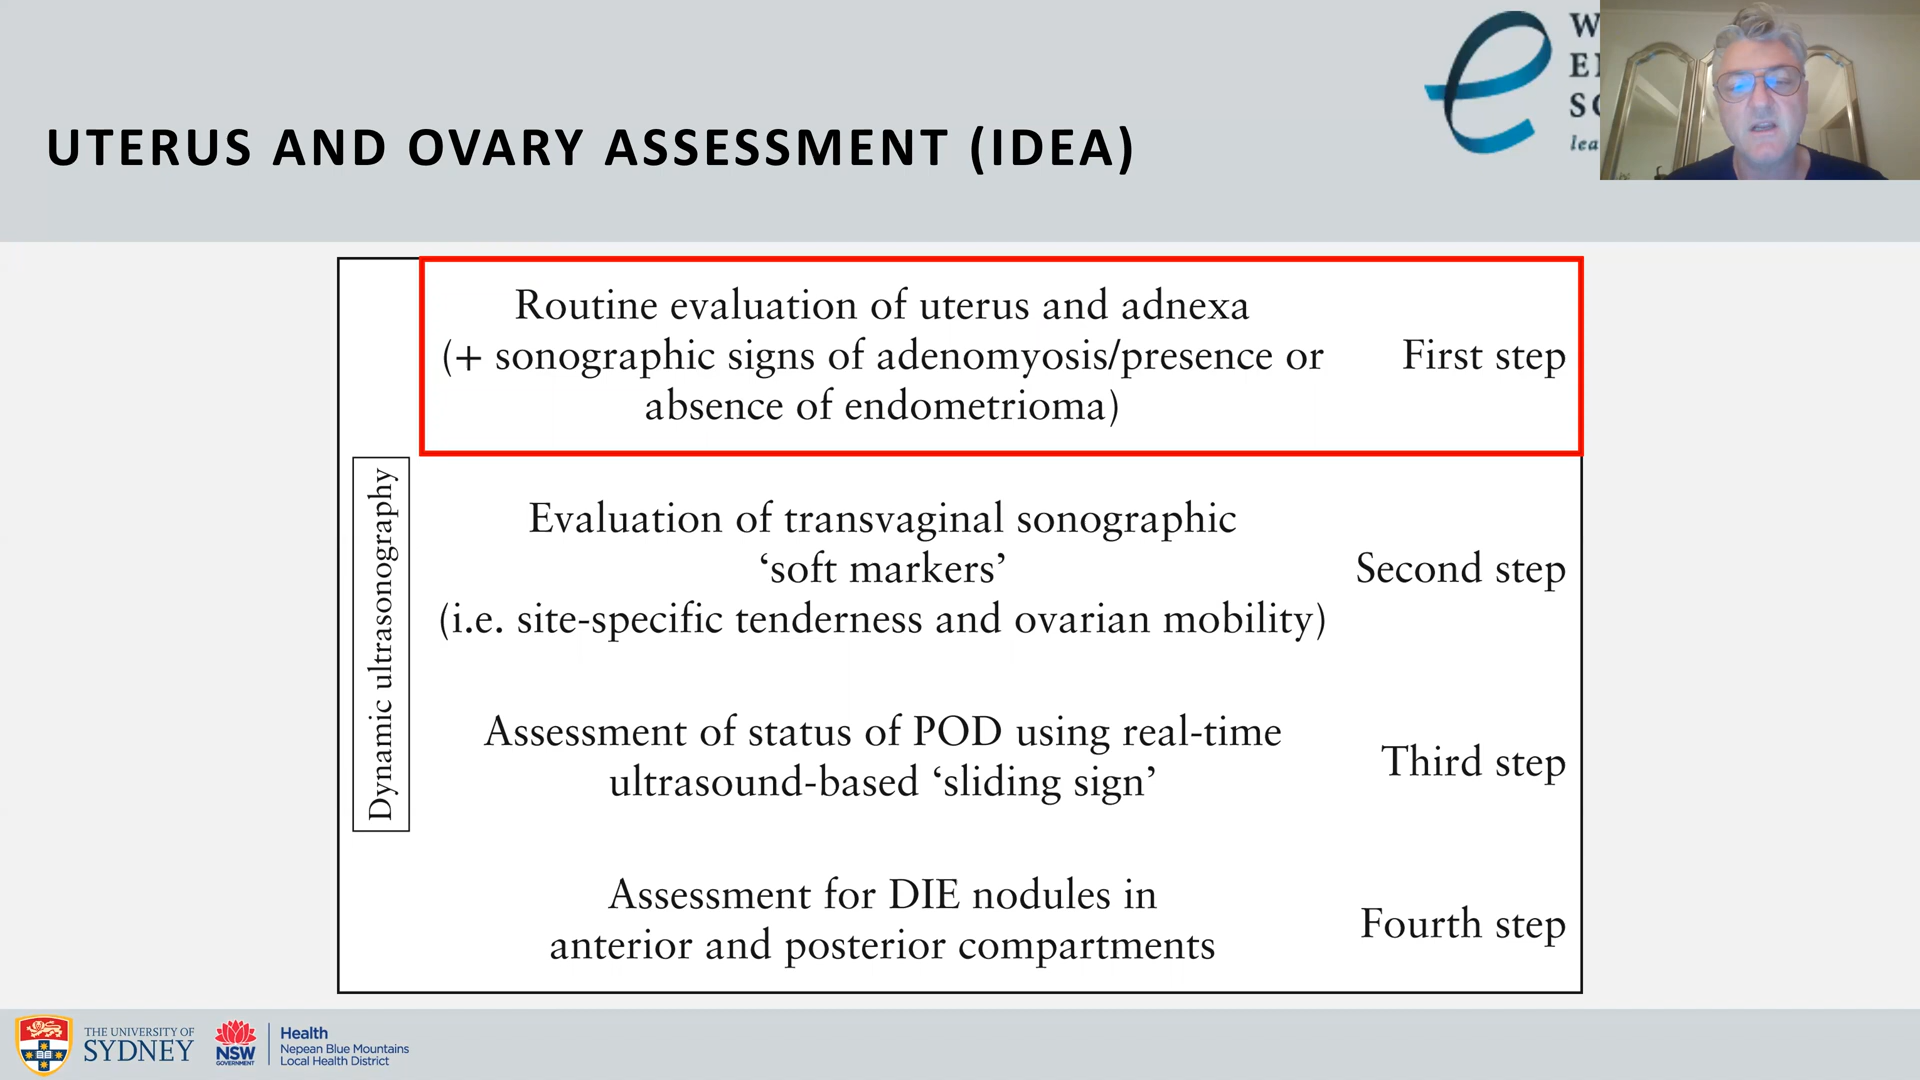 UTERUS AND OVARY ASSESSMENT (IDEA)
Routine evaluation of uterus and adnexa
(+ sonographic signs of adenomyosis/presence or
absence of endometrioma)
First step
Dynamic ultrasonography
Evaluation of transvaginal sonographic
‘soft markers’
(i.e. site-specific tenderness and ovarian mobility)
Second step
Assessment of status of POD using real-time
ultrasound-based ‘sliding sign’
Third step
Assessment for DIE nodules in
anterior and posterior compartments
Fourth step
THE UNIVERSITY OF
SYDNEY
NSW
GOVERNMENT
Health
Nepean Blue Mountains
Local Health District